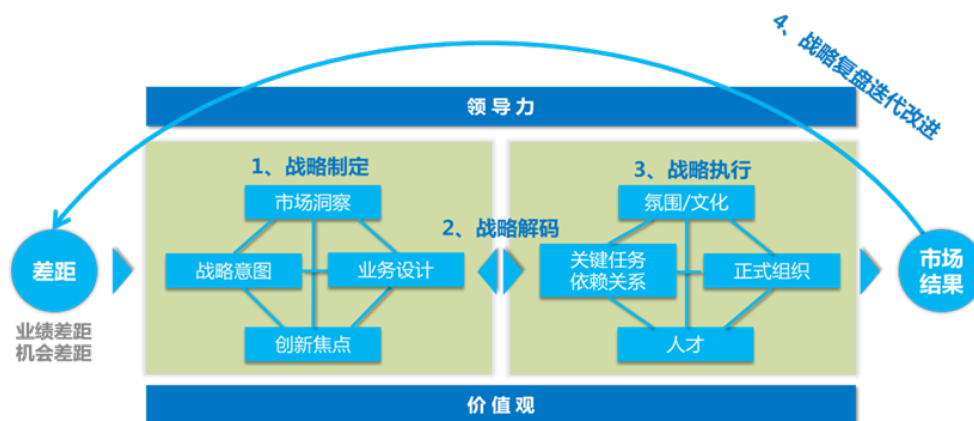 4、战略复盘迭代改进
领导力
1、战略制定
市场洞察
战略意图
业务设计
创新焦点
2、战略解码
3、战略执行
氛围/文化
关键任务
依赖关系
正式组织
人才
差距
业绩差距
机会差距
市场
结果
价值观